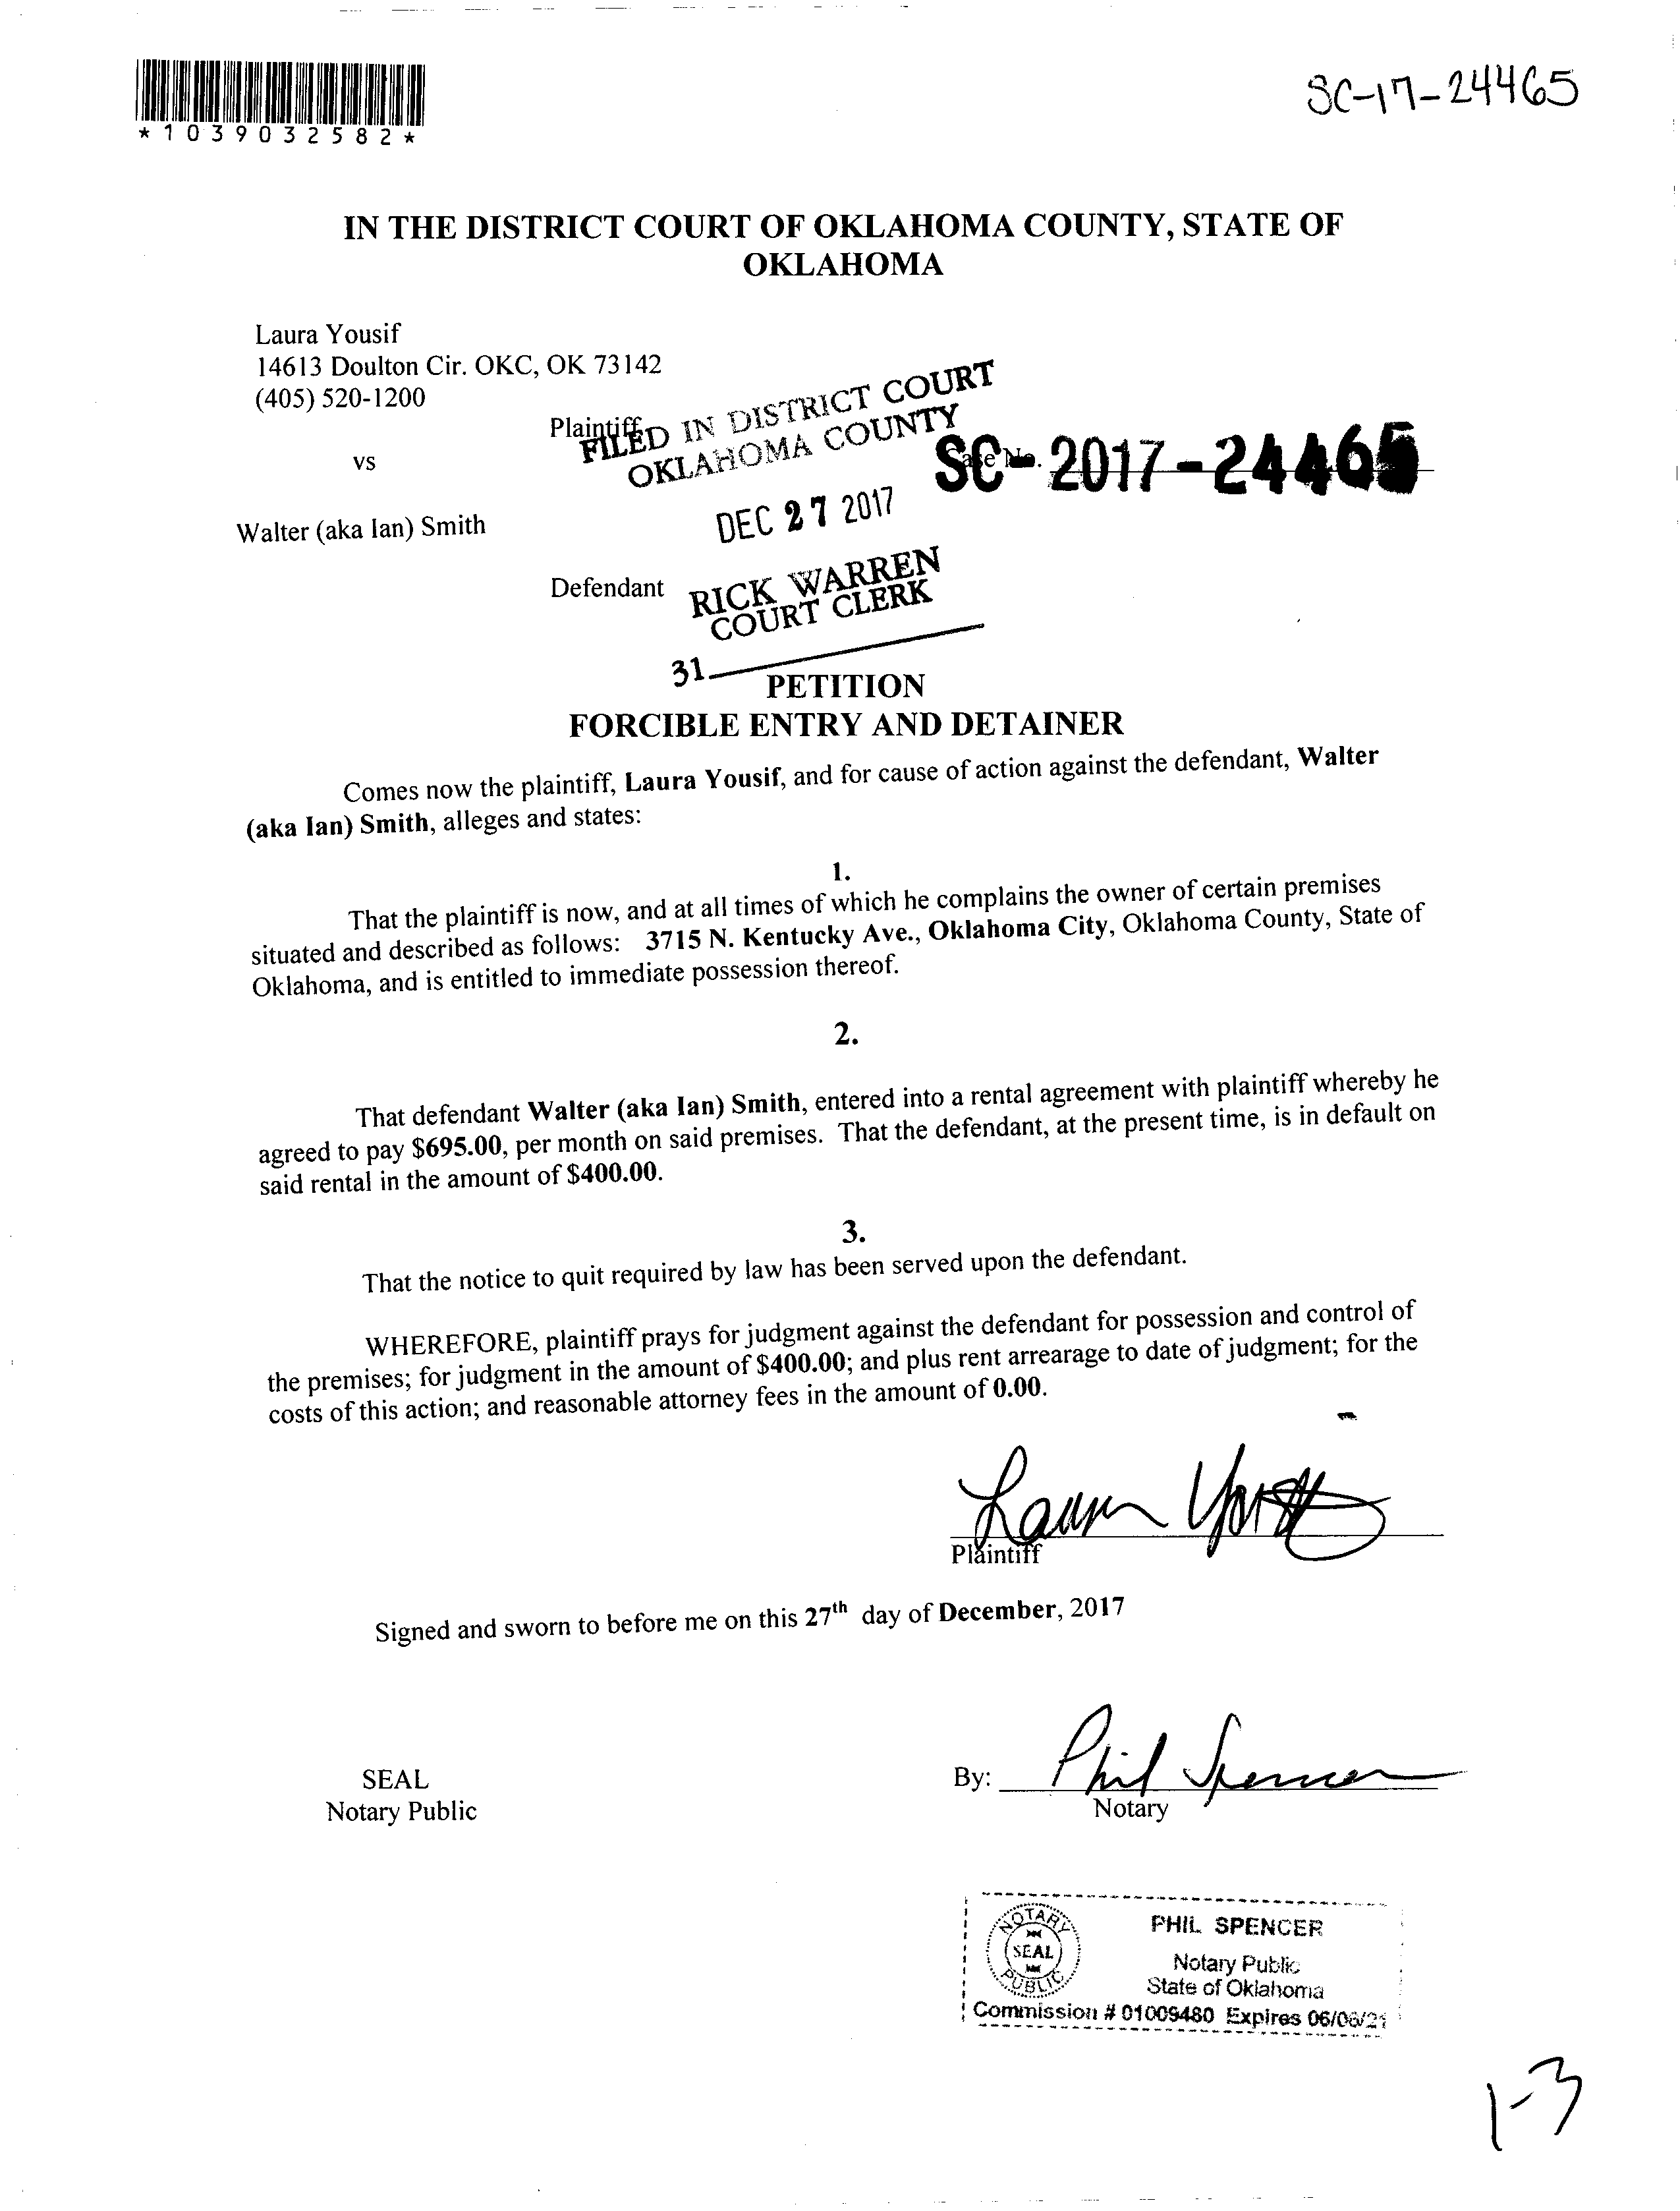 *1039032582*
SC-17-24465
IN THE DISTRICT COURT OF OKLAHOMA COUNTY, STATE OF
OKLAHOMA
Laura Yousif
14613 Doulton Cir. OKC, OK 73142
(405) 520-1200
Plaintiff
FILED IN DISTRICT COURT
OKLAHOMA COUNTY
vs
Case No.
SC-2017-24465
DEC 27 2017
Walter (aka Ian) Smith
Defendant
RICK WARREN
COURT CLERK
31
PETITION
FORCIBLE ENTRY AND DETAINER
Comes now the plaintiff, Laura Yousif, and for cause of action against the defendant, Walter
(aka Ian) Smith, alleges and states:
1.
That the plaintiff is now, and at all times of which he complains the owner of certain premises
situated and described as follows: 3715 N. Kentucky Ave., Oklahoma City, Oklahoma County, State of
Oklahoma, and is entitled to immediate possession thereof.
2.
That defendant Walter (aka Ian) Smith, entered into a rental agreement with plaintiff whereby he
agreed to pay $695.00, per month on said premises. That the defendant, at the present time, is in default on
said rental in the amount of $400.00.
3.
That the notice to quit required by law has been served upon the defendant.
WHEREFORE, plaintiff prays for judgment against the defendant for possession and control of
the premises; for judgment in the amount of $400.00; and plus rent arrearage to date of judgment; for the
costs of this action; and reasonable attorney fees in the amount of 0.00.
Laura Yousif
Plaintiff
Signed and sworn to before me on this 27th day of December, 2017
SEAL
Notary Public
By: Phil Spencer
Notary
NOTARY
SEAL
PUBLIC
PHIL SPENCER
Notary Public
State of Oklahoma
Commission # 01009480 Expires 06/06/21
1-3